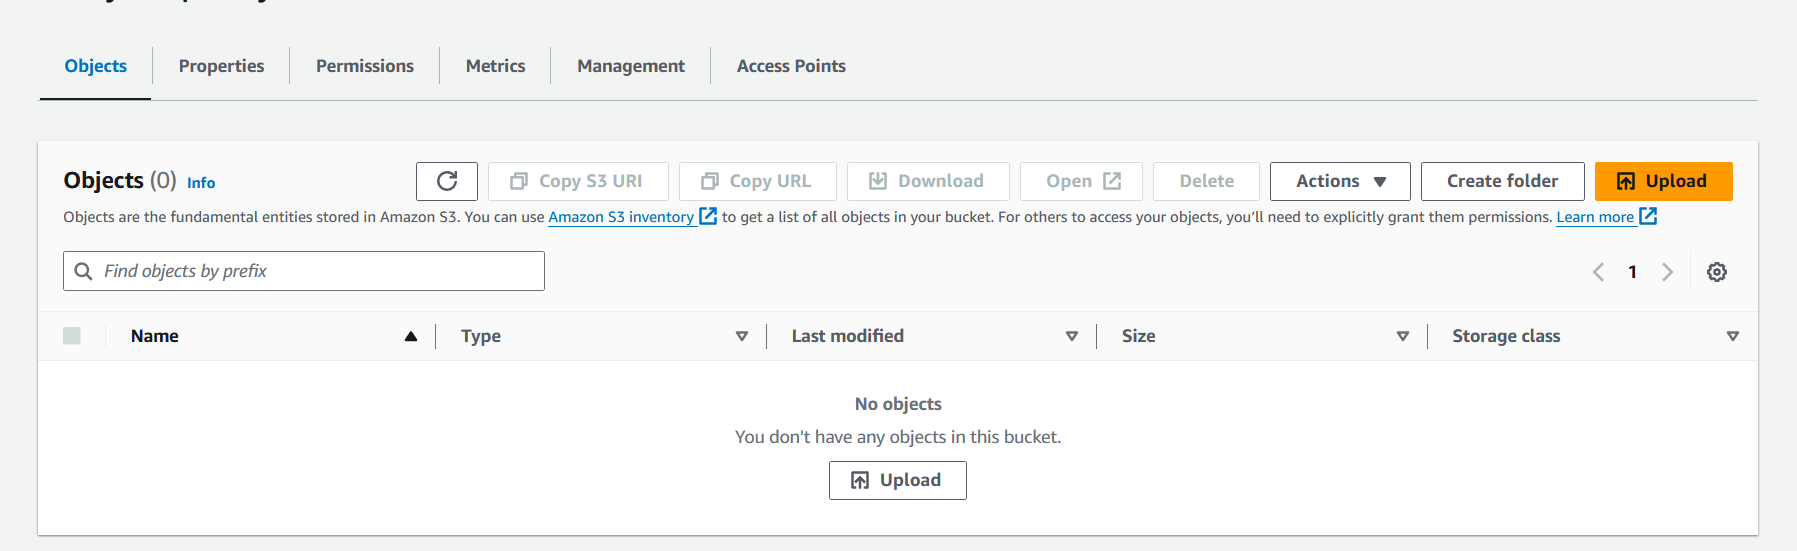 Objects Properties Permissions Metrics Management Access Points
Objects (0) Info Copy S3 URI Copy URL Download Open Delete Actions Create folder Upload
Objects are the fundamental entities stored in Amazon S3. You can use Amazon S3 inventory to get a list of all objects in your bucket. For others to access your objects, you’ll need to explicitly grant them permissions. Learn more
Find objects by prefix 1
Name Type Last modified Size Storage class
No objects
You don't have any objects in this bucket.
Upload